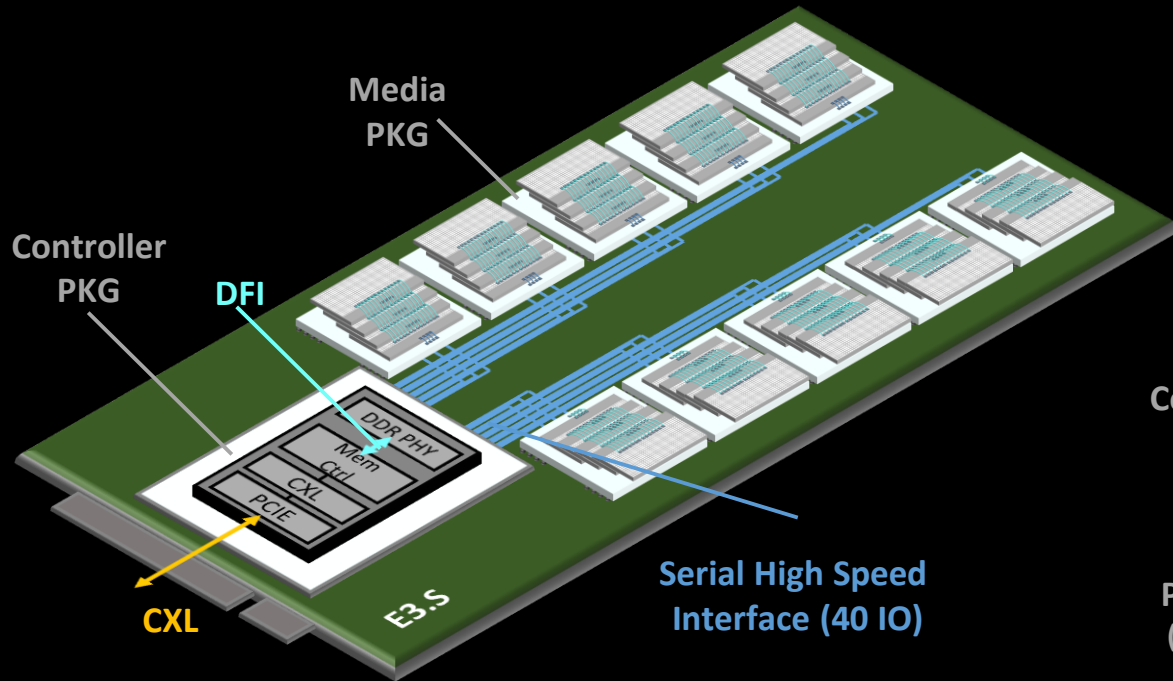 Media
PKG
Controller
PKG
DFI
DDR PHY
Mem
Ctrl
CXL
PCIE
CXL
E3.S
Serial High Speed
Interface (40 IO)